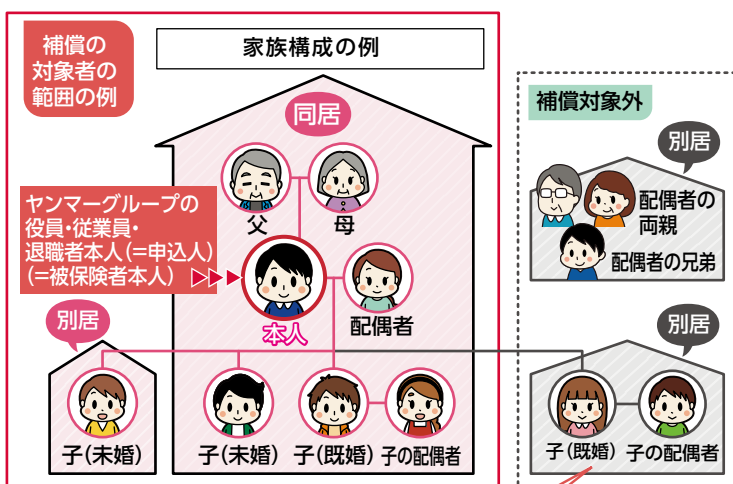 補償の
対象者の
範囲の例
家族構成の例
同居
父
母
ヤンマーグループの
役員・従業員・
退職者本人(=申込人)
(=被保険者本人)
本人
配偶者
別居
子(未婚)
子(未婚)
子(既婚)
子の配偶者
補償対象外
別居
配偶者の
両親
配偶者の兄弟
別居
子(既婚)
子の配偶者